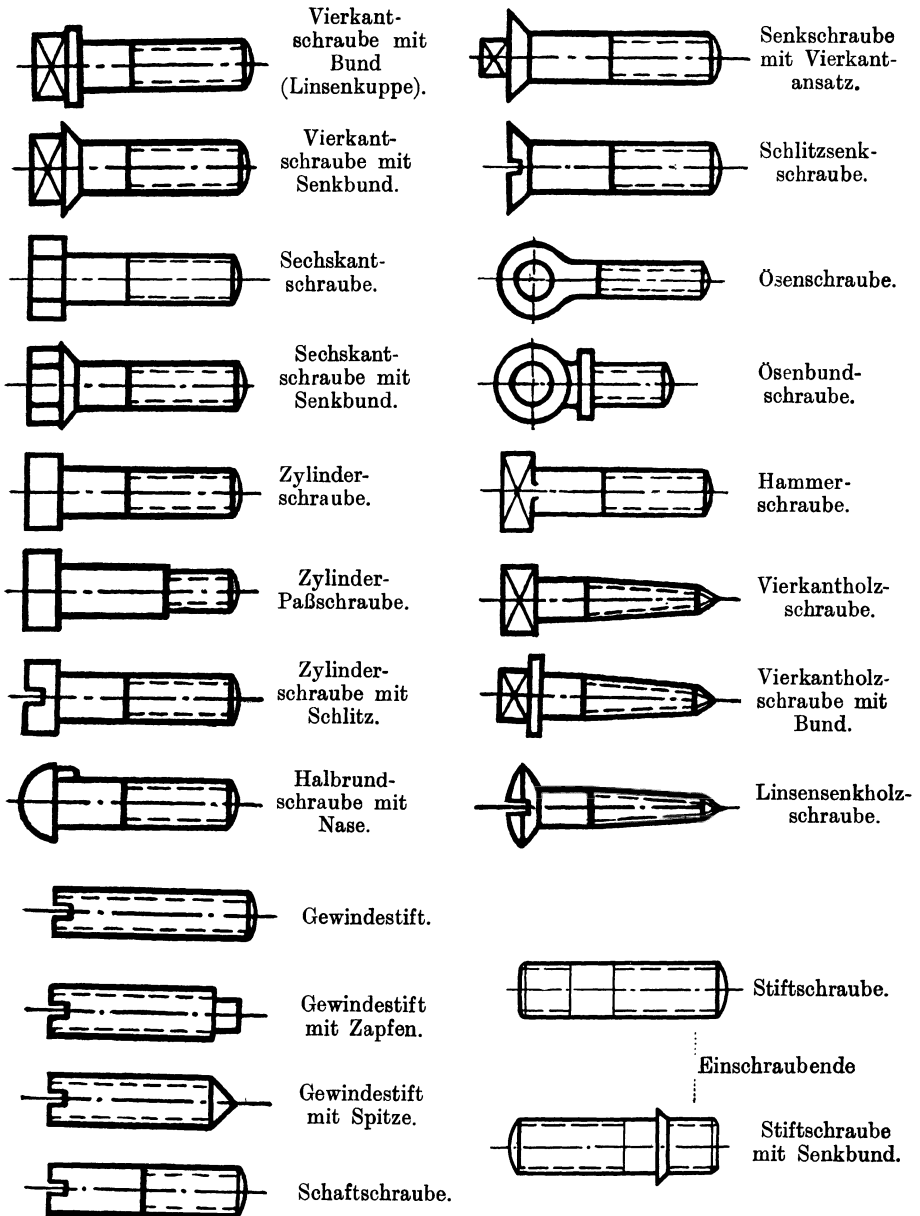 Vierkant-
schraube mit
Bund
(Linsenkuppe).
Vierkant-
schraube mit
Senkbund.
Sechskant-
schraube.
Sechskant-
schraube mit
Senkbund.
Zylinder-
schraube.
Zylinder-
Paßschraube.
Zylinder-
schraube mit
Schlitz.
Halbrund-
schraube mit
Nase.
Gewindestift.
Gewindestift
mit Zapfen.
Gewindestift
mit Spitze.
Schaftschraube.
Senkschraube
mit Vierkant-
ansatz.
Schlitzsenk-
schraube.
Ösenschraube.
Ösenbund-
schraube.
Hammer-
schraube.
Vierkantholz-
schraube.
Vierkantholz-
schraube mit
Bund.
Linsensenkholz-
schraube.
Stiftschraube.
Einschraubende
Stiftschraube
mit Senkbund.